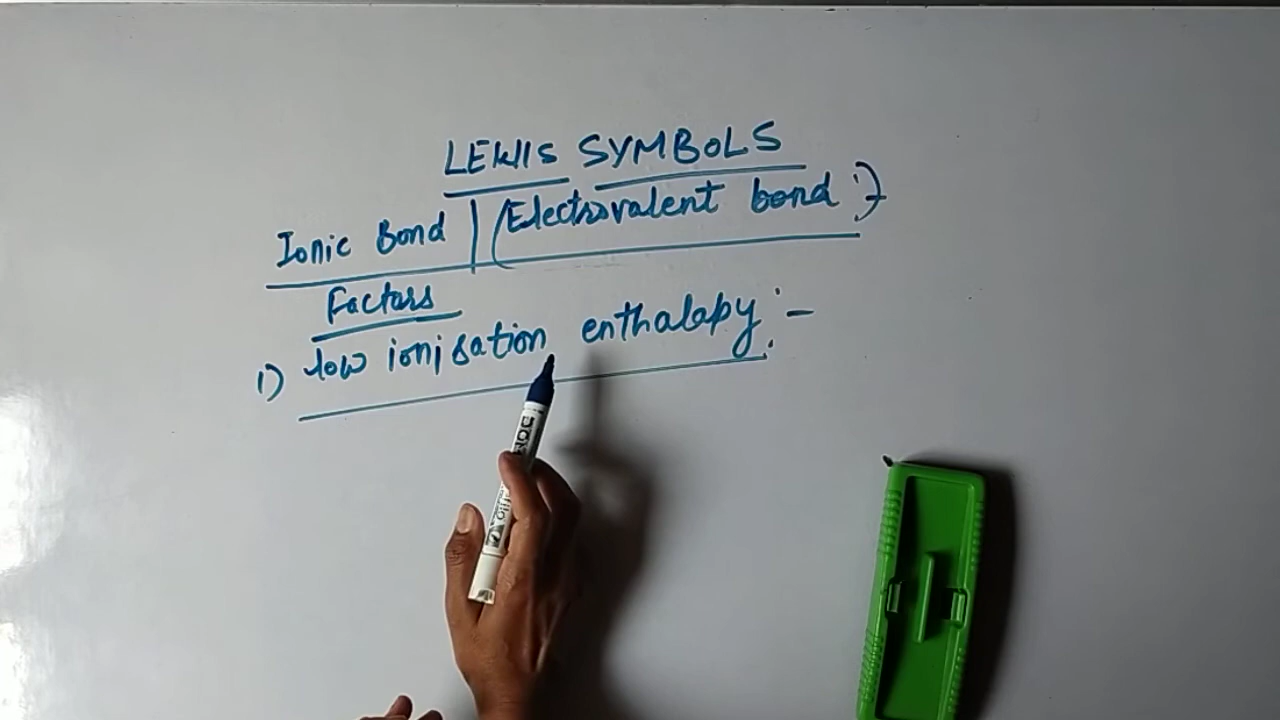 LEWIS SYMBOLS
Ionic Bond | (Electrovalent bond :-)
Factors
1) low ionisation enthalapy :-